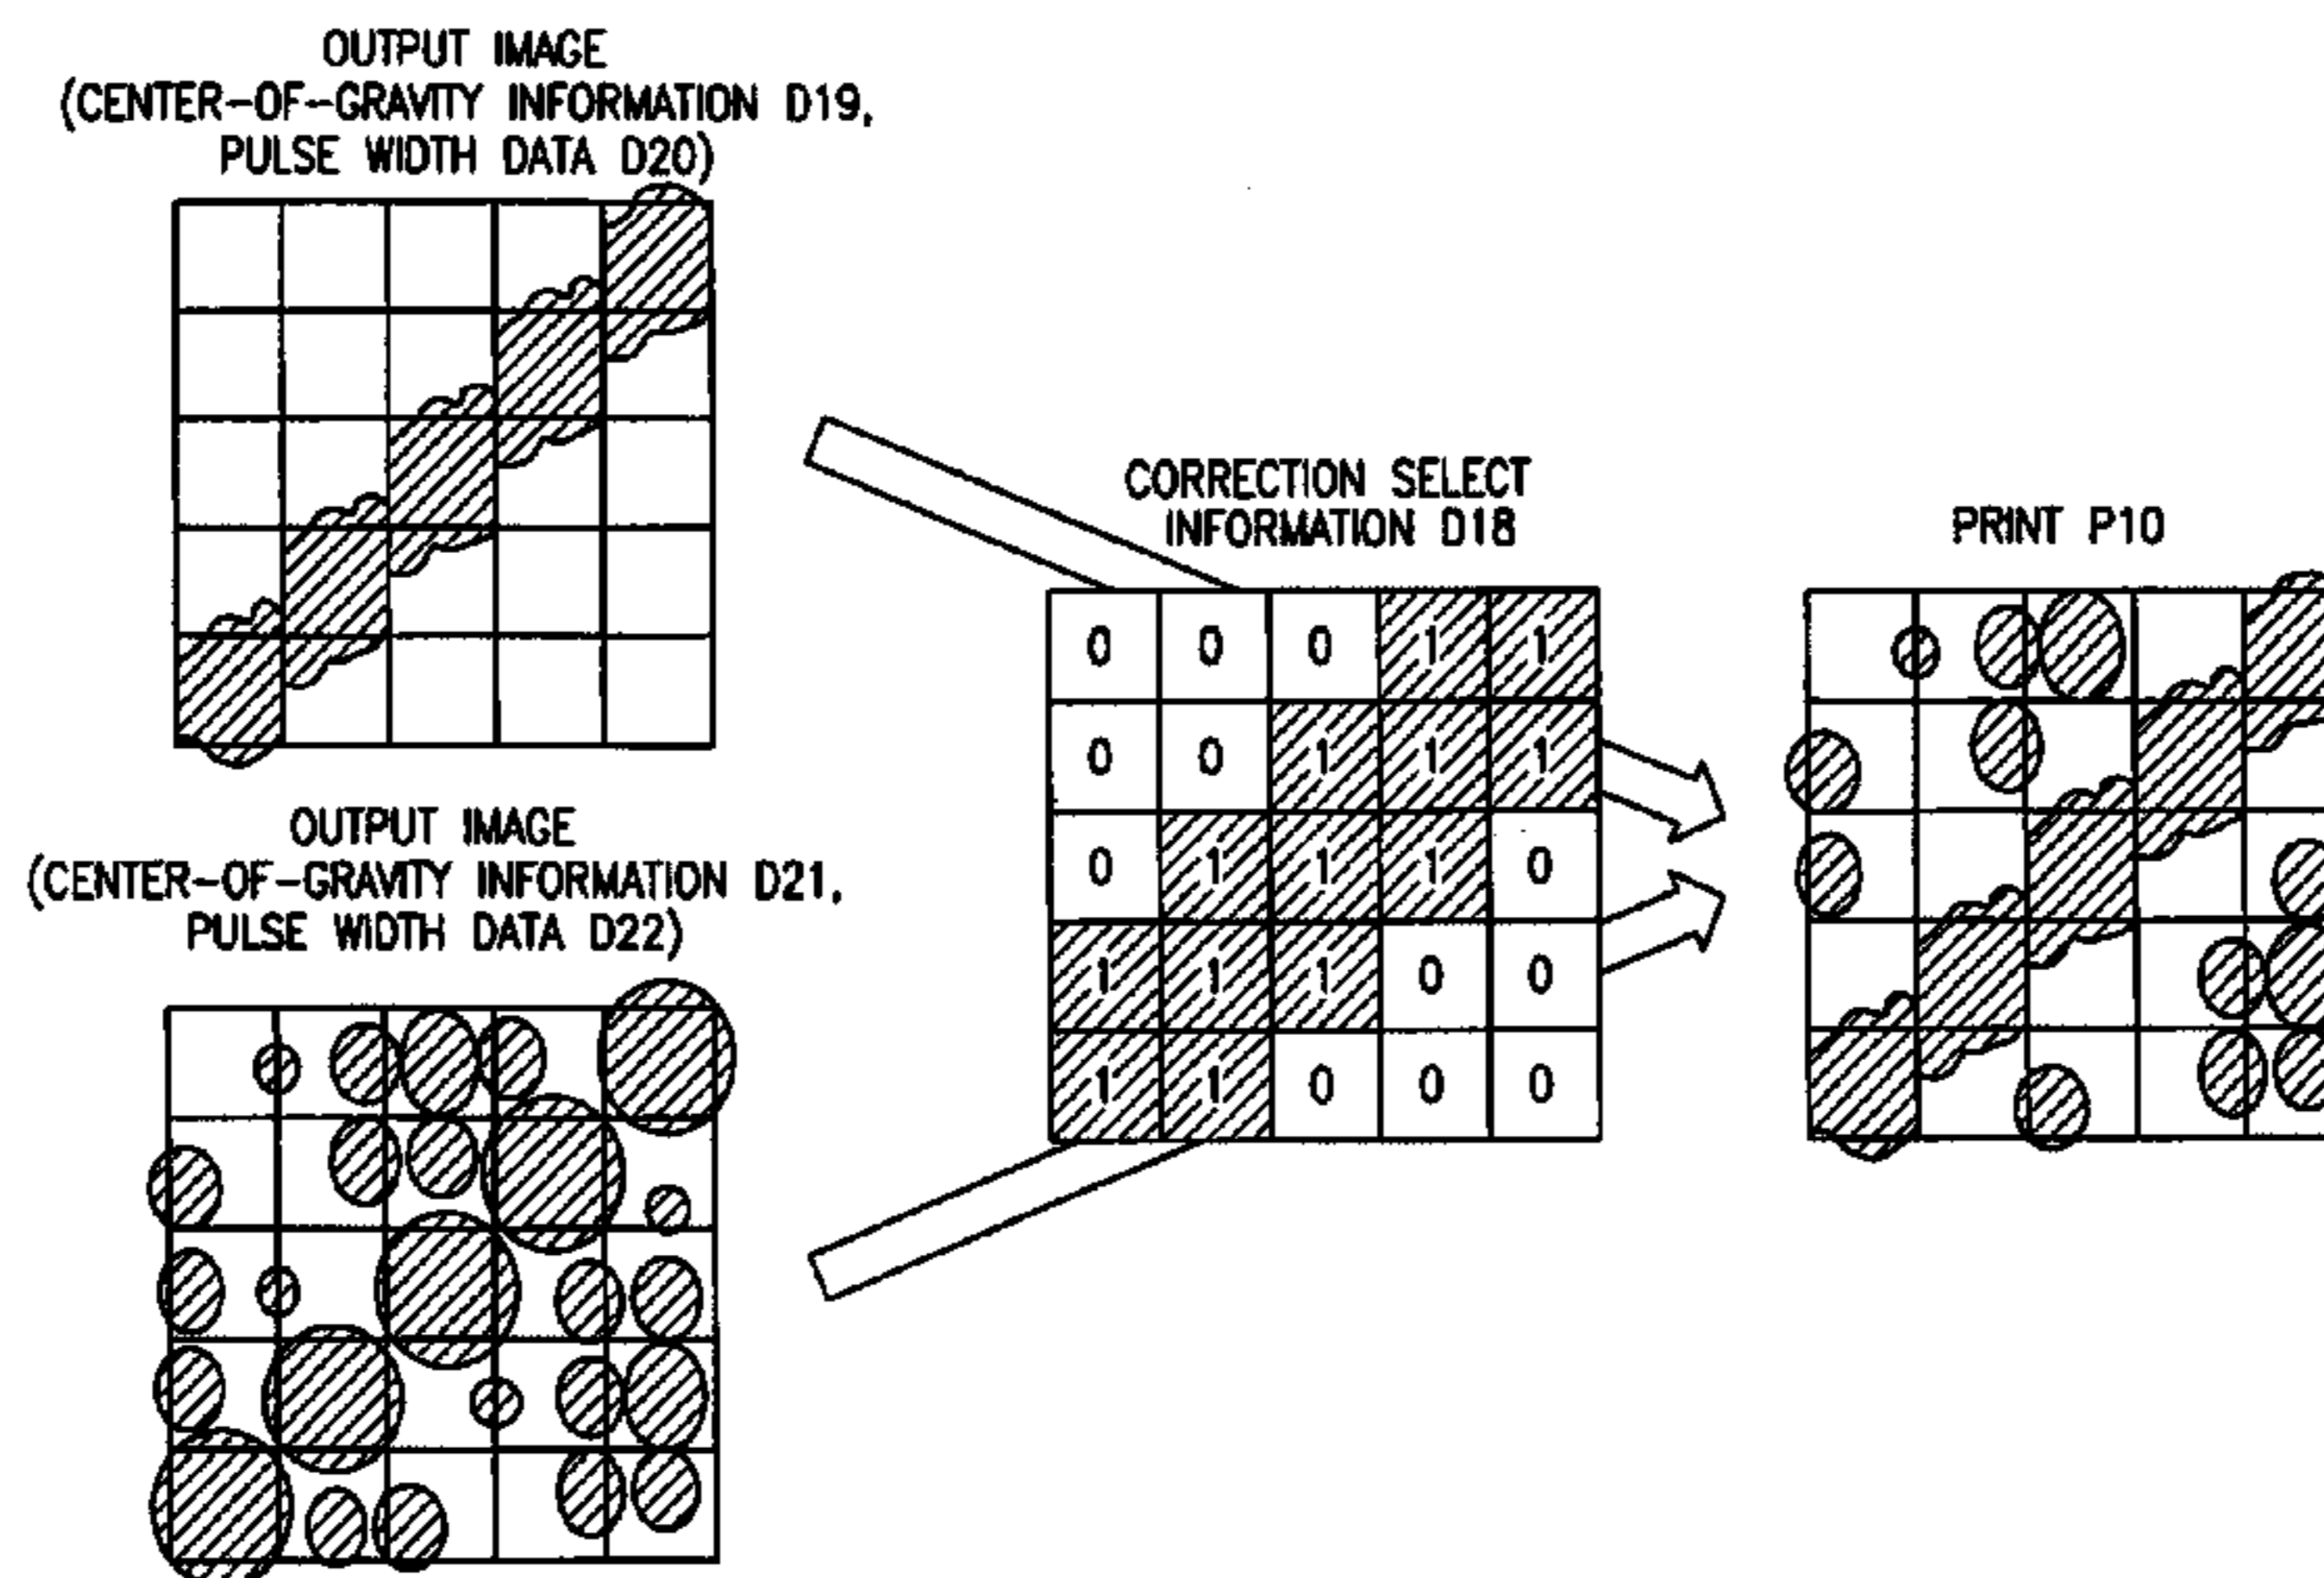 OUTPUT IMAGE
(CENTER-OF-GRAVITY INFORMATION D19,
PULSE WIDTH DATA D20)
OUTPUT IMAGE
(CENTER-OF-GRAVITY INFORMATION D21,
PULSE WIDTH DATA D22)
CORRECTION SELECT
INFORMATION D18
0 0 0 1 1
0 0 1 1 1
0 1 1 1 0
1 1 1 0 0
1 1 0 0 0
PRINT P10